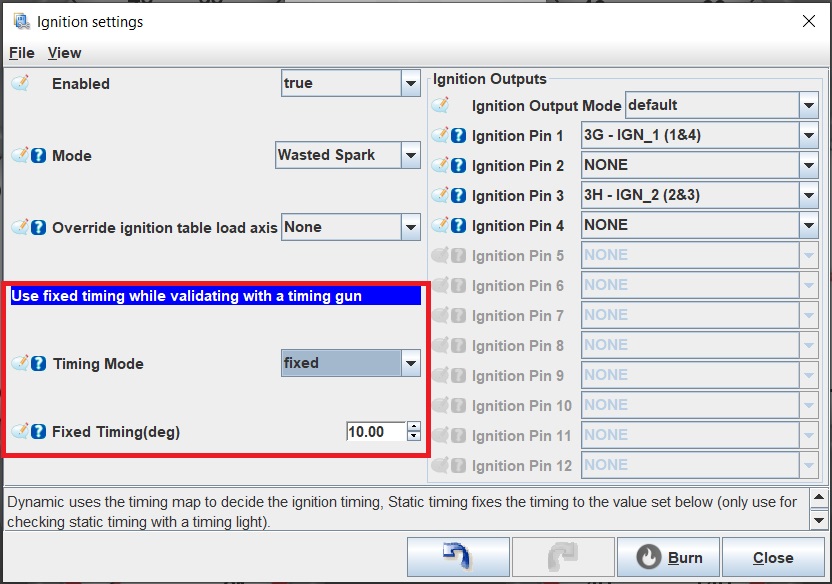 Ignition settings
File View
Enabled true
Mode Wasted Spark
Override ignition table load axis None
Use fixed timing while validating with a timing gun
Timing Mode fixed
Fixed Timing(deg) 10.00
Ignition Outputs
Ignition Output Mode default
Ignition Pin 1 3G - IGN_1 (1&4)
Ignition Pin 2 NONE
Ignition Pin 3 3H - IGN_2 (2&3)
Ignition Pin 4 NONE
Ignition Pin 5 NONE
Ignition Pin 6 NONE
Ignition Pin 7 NONE
Ignition Pin 8 NONE
Ignition Pin 9 NONE
Ignition Pin 10 NONE
Ignition Pin 11 NONE
Ignition Pin 12 NONE
Dynamic uses the timing map to decide the ignition timing, Static timing fixes the timing to the value set below (only use for
checking static timing with a timing light).
Burn Close